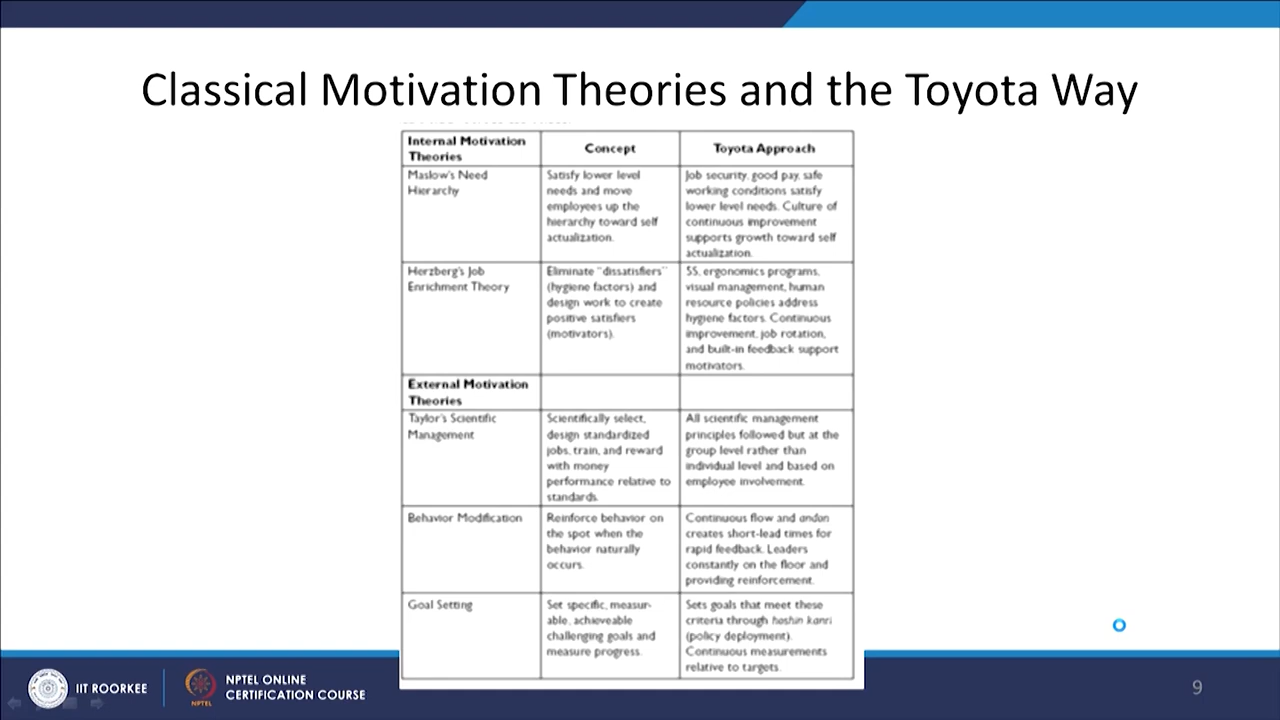 Classical Motivation Theories and the Toyota Way
Internal Motivation
Theories
Concept
Toyota Approach
Maslow's Need
Hierarchy
Satisfy lower level
needs and move
employees up the
hierarchy toward self
actualization.
Job security, good pay, safe
working conditions satisfy
lower level needs. Culture of
continuous improvement
supports growth toward self
actualization.
Herzberg's Job
Enrichment Theory
Eliminate "dissatisfiers"
(hygiene factors) and
design work to create
positive satisfiers
(motivators).
5S, ergonomics programs,
visual management, human
resource policies address
hygiene factors. Continuous
improvement, job rotation,
and built-in feedback support
motivators.
External Motivation
Theories
Taylor's Scientific
Management
Scientifically select,
design standardized
jobs, train, and reward
with money
performance relative to
standards.
All scientific management
principles followed but at the
group level rather than
individual level and based on
employee involvement.
Behavior Modification
Reinforce behavior on
the spot when the
behavior naturally
occurs.
Continuous flow and andon
creates short-lead times for
rapid feedback. Leaders
constantly on the floor and
providing reinforcement.
Goal Setting
Set specific, measur-
able, achieveable
challenging goals and
measure progress.
Sets goals that meet these
criteria through hoshin kanri
(policy deployment).
Continuous measurements
relative to targets.
IIT ROORKEE
NPTEL ONLINE
CERTIFICATION COURSE
NPTEL
9